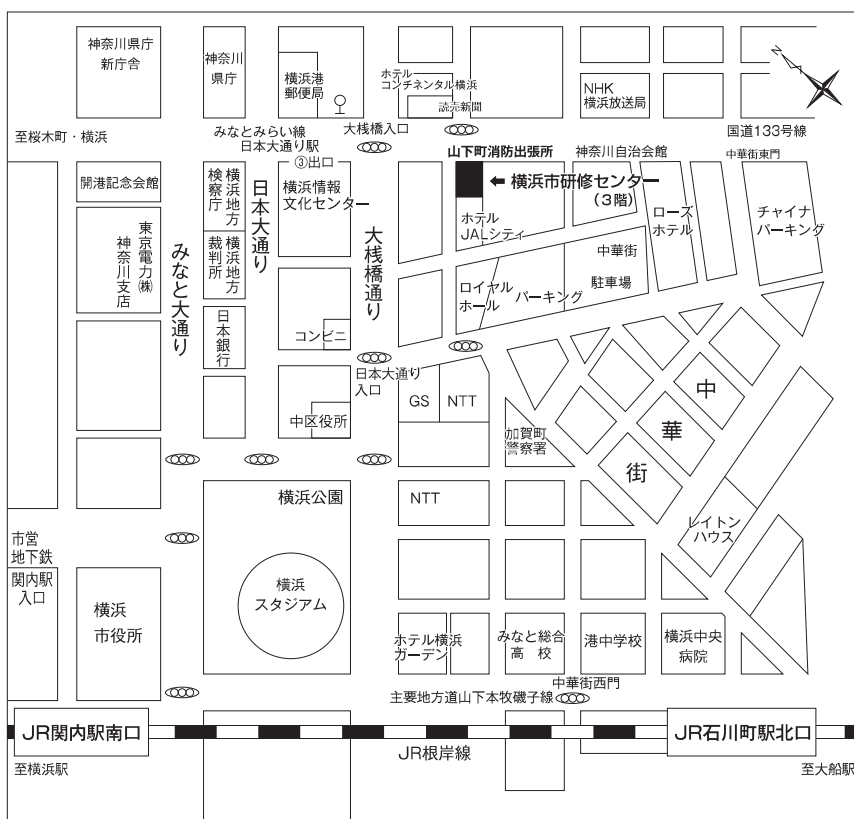 神奈川県庁
新庁舎
神奈川
県庁
横浜港
郵便局
ホテル
コンチネンタル横浜
読売新聞
NHK
横浜放送局
N
至桜木町・横浜
みなとみらい線
日本大通り駅
③出口
大桟橋入口
国道133号線
山下町消防出張所
神奈川自治会館
中華街東門
開港記念会館
横浜地方
検察庁
日本大通り
横浜情報
文化センター
← 横浜市研修センター
（３階）
ホテル
JALシティ
ローズ
ホテル
チャイナ
パーキング
東京電力㈱
神奈川支店
みなと大通り
横浜地方
裁判所
大桟橋通り
ロイヤル
ホール
パーキング
中華街
駐車場
日本銀行
コンビニ
日本大通り
入口
GS
NTT
中区役所
加賀町
警察署
中
華
街
横浜公園
NTT
レイトン
ハウス
市営
地下鉄
関内駅
入口
横浜
市役所
横浜
スタジアム
ホテル横浜
ガーデン
みなと総合
高　校
港中学校
横浜中央
病院
中華街西門
主要地方道山下本牧磯子線
JR関内駅南口
JR石川町駅北口
JR根岸線
至横浜駅
至大船駅